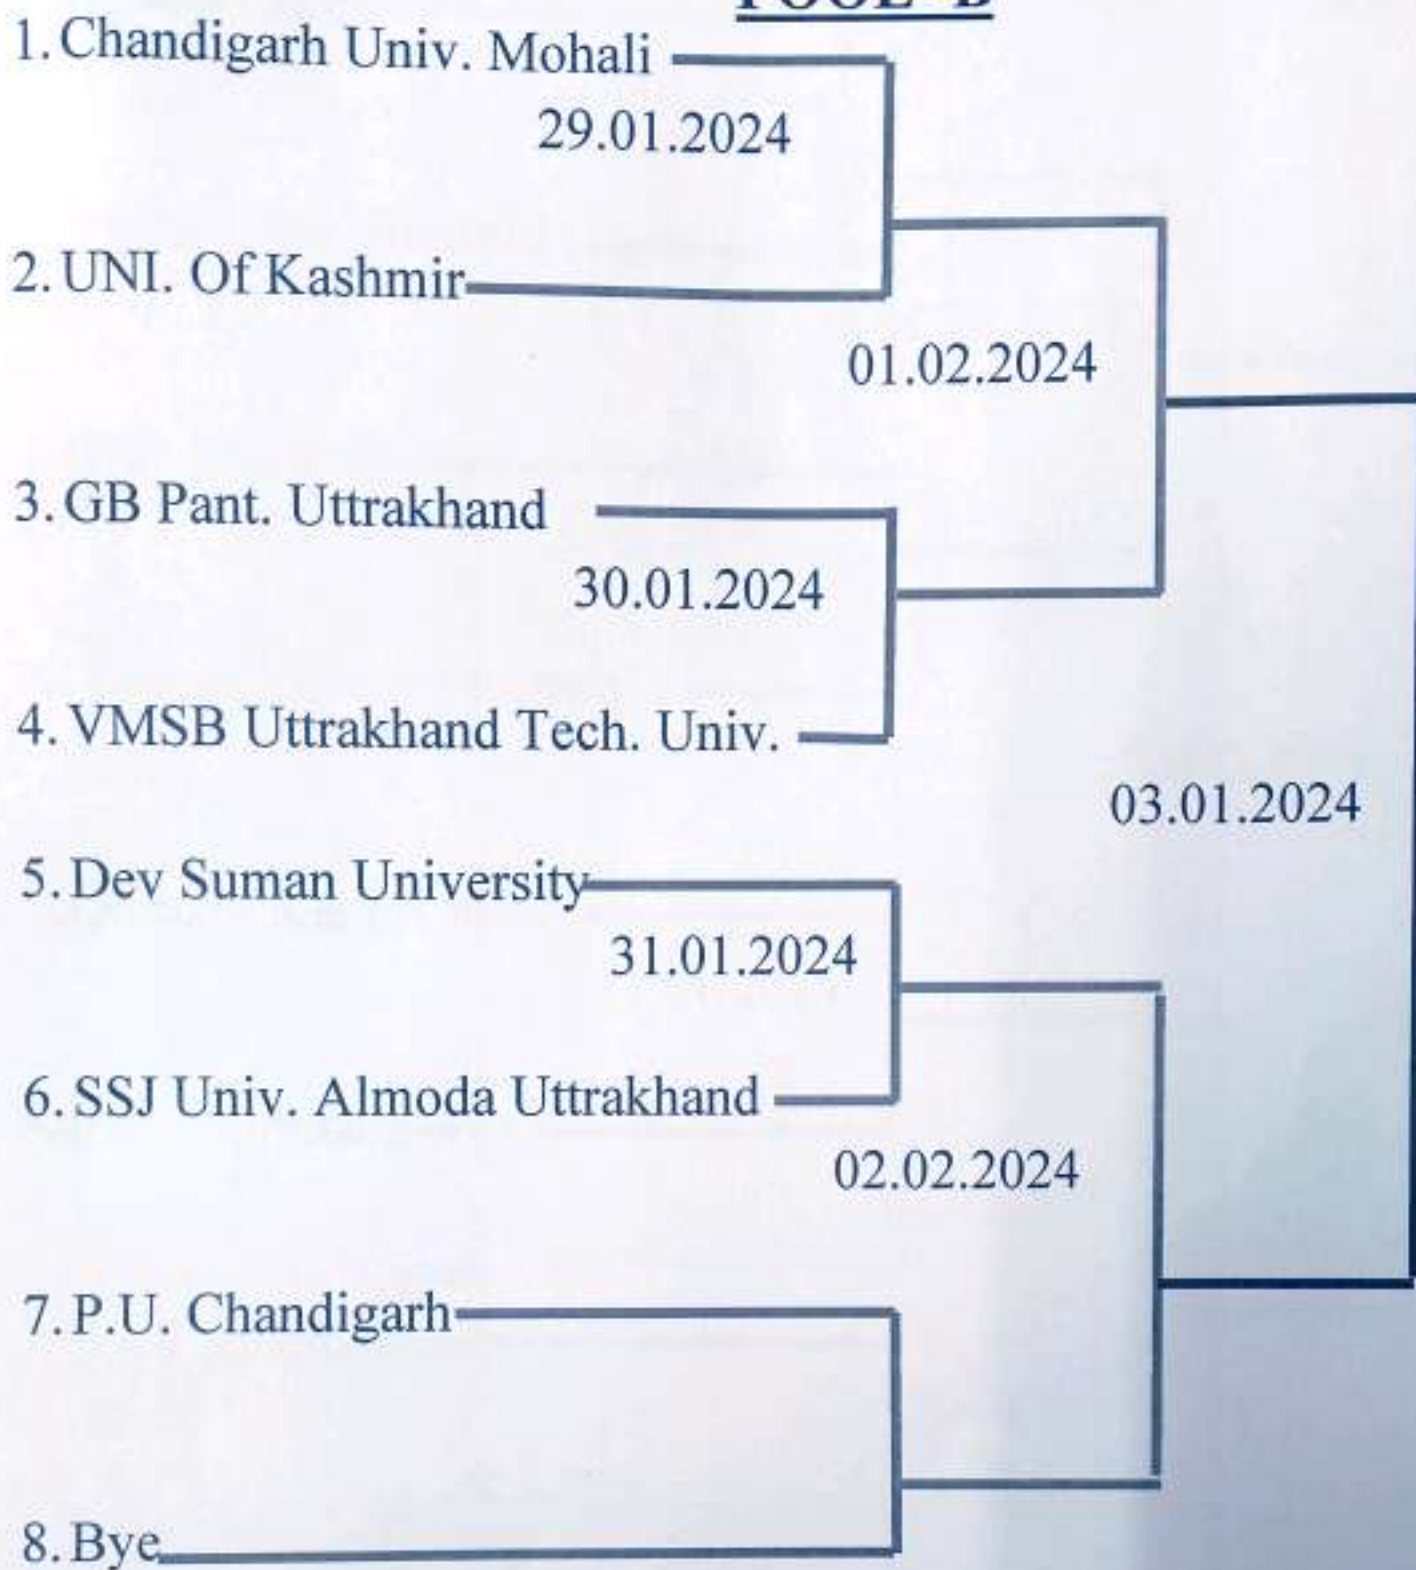 POOL- B
1. Chandigarh Univ. Mohali
29.01.2024
2. UNI. Of Kashmir
01.02.2024
3. GB Pant. Uttrakhand
30.01.2024
4. VMSB Uttrakhand Tech. Univ.
03.01.2024
5. Dev Suman University
31.01.2024
6. SSJ Univ. Almoda Uttrakhand
02.02.2024
7. P.U. Chandigarh
8. Bye